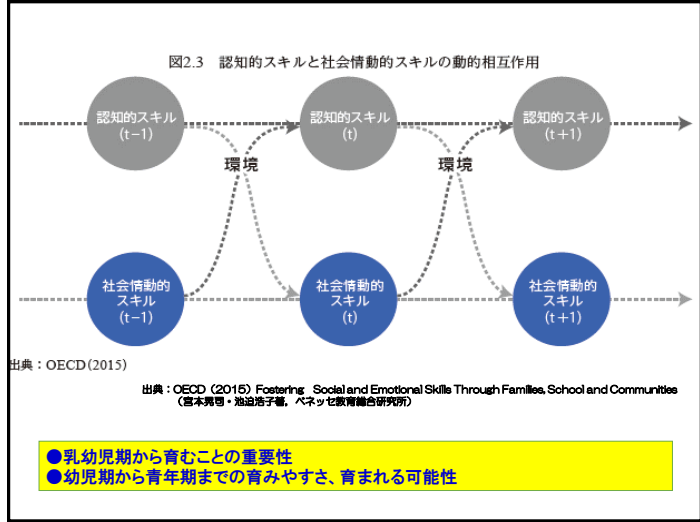 図2.3 認知的スキルと社会情動的スキルの動的相互作用
認知的スキル
(t−1)
認知的スキル
(t)
認知的スキル
(t+1)
環境
環境
社会情動的
スキル
(t−1)
社会情動的
スキル
(t)
社会情動的
スキル
(t+1)
出典：OECD(2015)
出典：OECD（2015）Fostering Social and Emotional Skills Through Families, School and Communities
（宮本晃司・池迫浩子著，ベネッセ教育総合研究所）
●乳幼児期から育むことの重要性
●幼児期から青年期までの育みやすさ、育まれる可能性